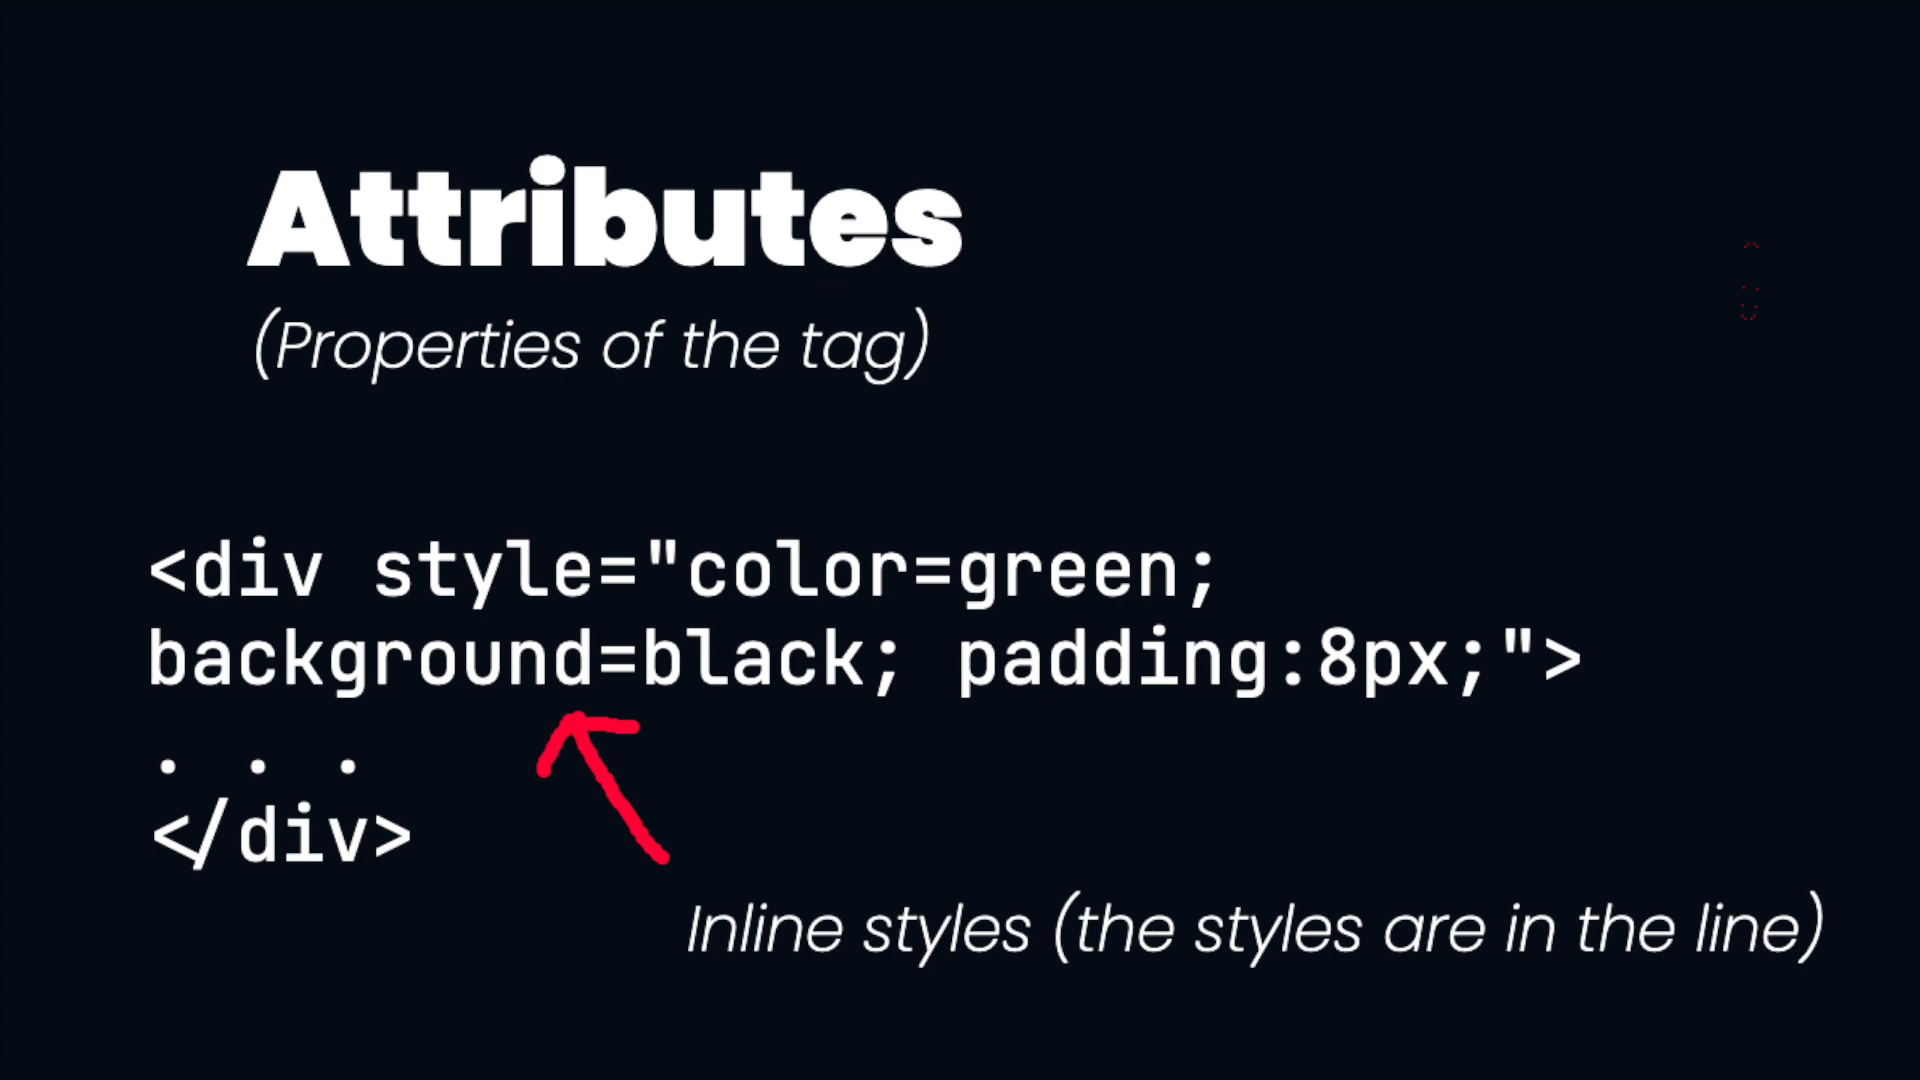 Attributes
(Properties of the tag)
<div style="color=green;
background=black; padding:8px;">
. . .
</div>
Inline styles (the styles are in the line)